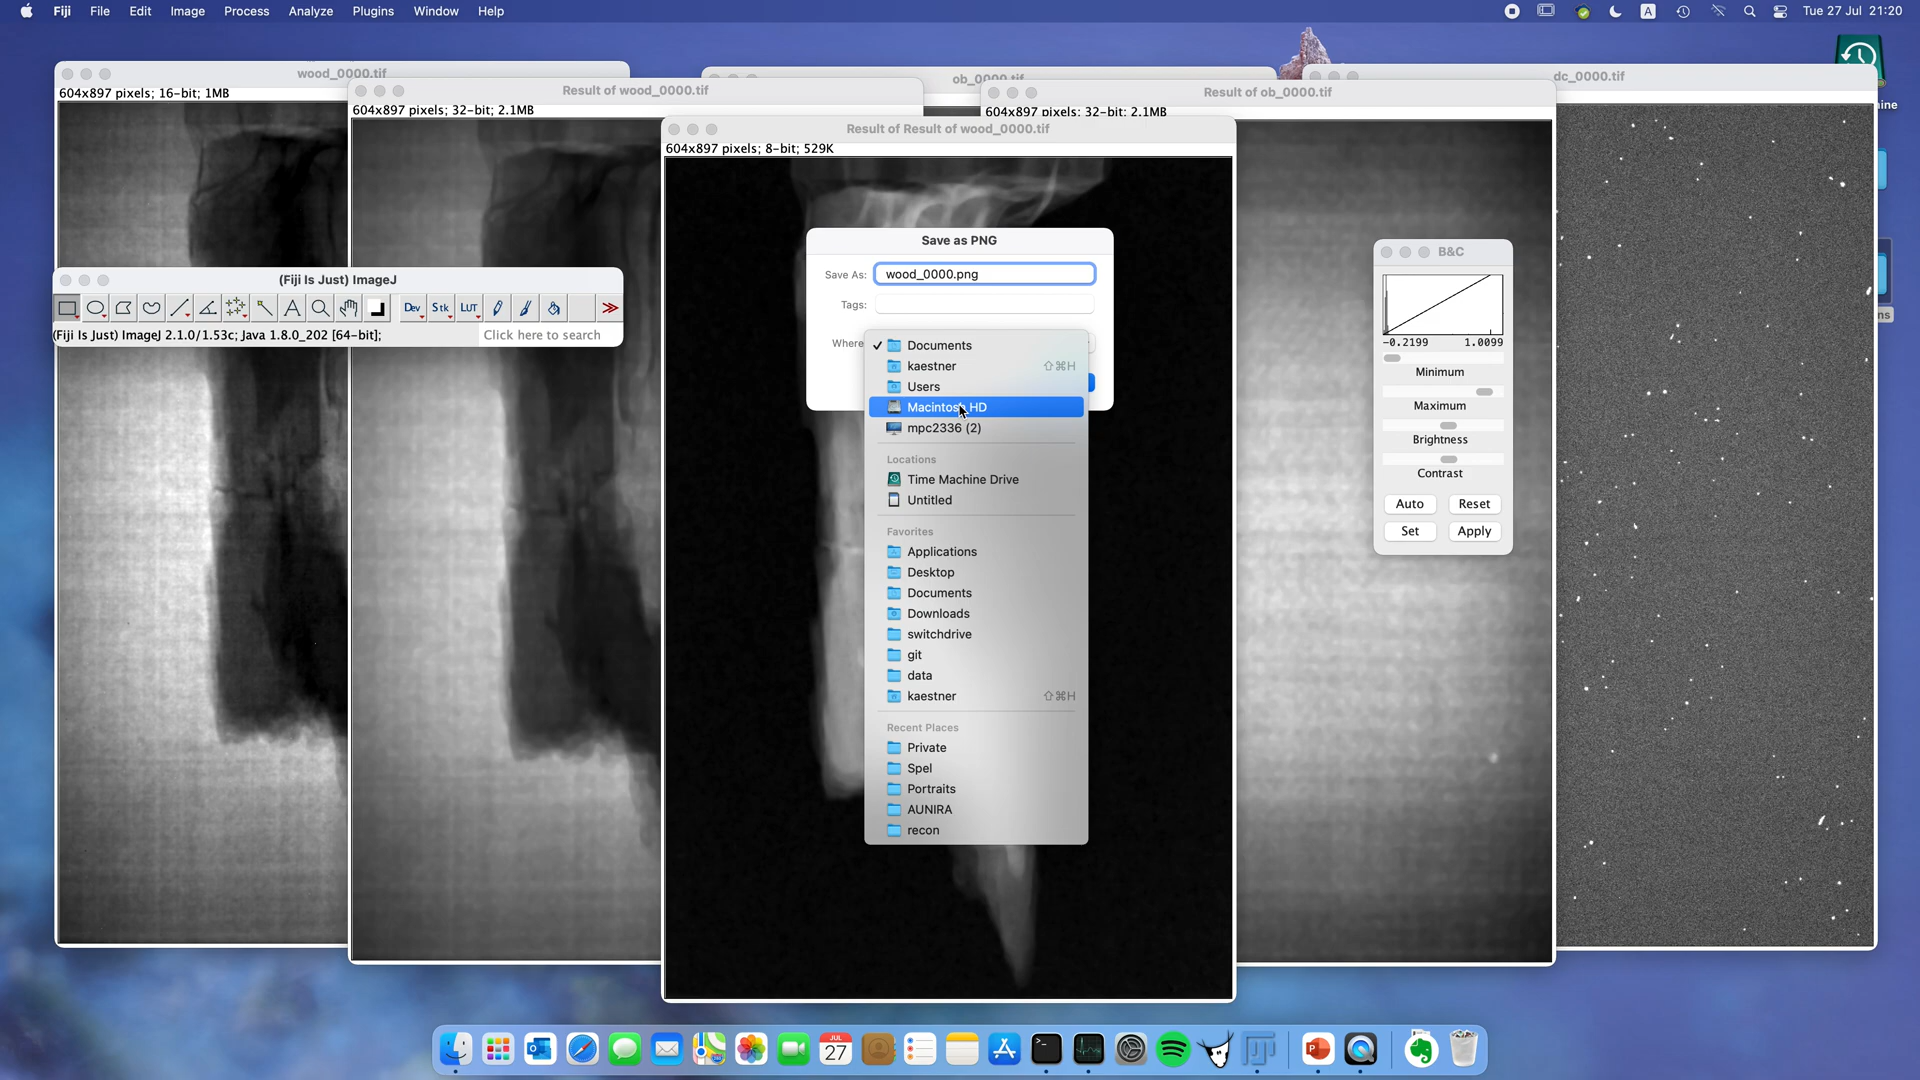 Fiji File Edit Image Process Analyze Plugins Window Help
A Tue 27 Jul 21:20
wood_0000.tif
604x897 pixels; 16-bit; 1MB
Result of wood_0000.tif
604x897 pixels; 32-bit; 2.1MB
ob_0000.tif
Result of ob_0000.tif
604x897 pixels; 32-bit; 2.1MB
dc_0000.tif
Result of Result of wood_0000.tif
604x897 pixels; 8-bit; 529K
(Fiji Is Just) ImageJ
A Dev Stk LUT
(Fiji Is Just) ImageJ 2.1.0/1.53c; Java 1.8.0_202 [64-bit];
Click here to search
Save as PNG
Save As: wood_0000.png
Tags:
Where
Documents
kaestner ⇧⌘H
Users
Macintosh HD
mpc2336 (2)
Locations
Time Machine Drive
Untitled
Favorites
Applications
Desktop
Documents
Downloads
switchdrive
git
data
kaestner ⇧⌘H
Recent Places
Private
Spel
Portraits
AUNIRA
recon
B&C
-0.2199 1.0099
Minimum
Maximum
Brightness
Contrast
Auto Reset
Set Apply
JUL
27